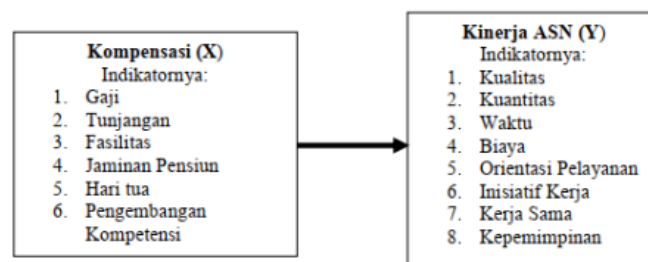 Kompensasi (X)
Indikatornya:
1. Gaji
2. Tunjangan
3. Fasilitas
4. Jaminan Pensiun
5. Hari tua
6. Pengembangan
Kompetensi
Kinerja ASN (Y)
Indikatornya:
1. Kualitas
2. Kuantitas
3. Waktu
4. Biaya
5. Orientasi Pelayanan
6. Inisiatif Kerja
7. Kerja Sama
8. Kepemimpinan